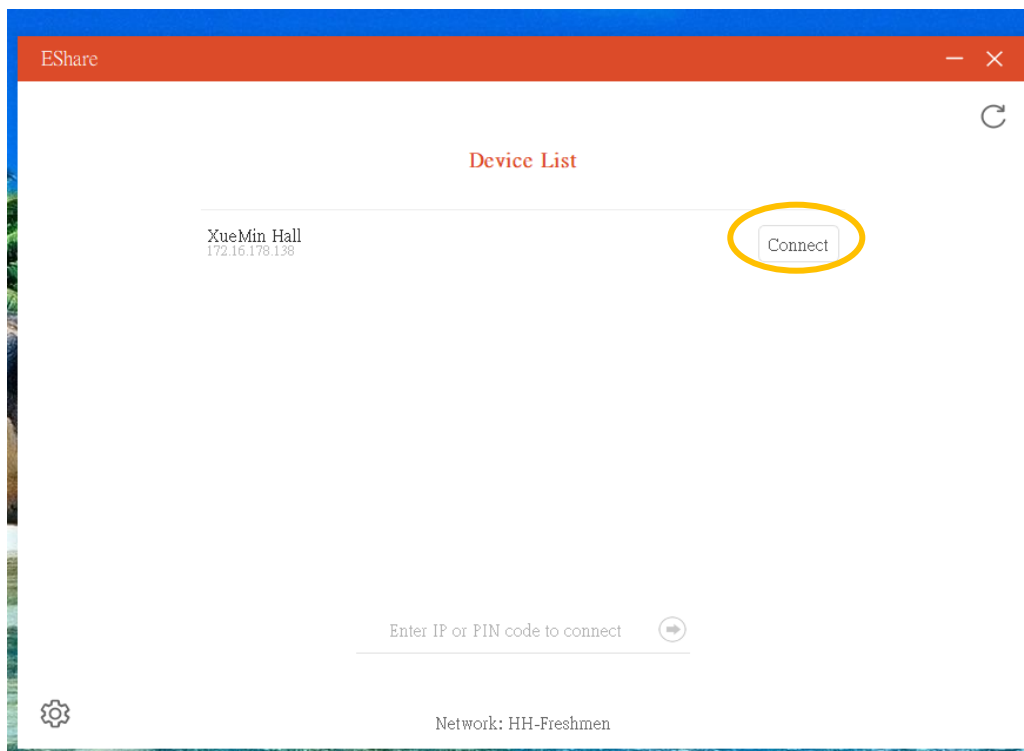 EShare
Device List
XueMin Hall
172.16.178.138
Connect
Enter IP or PIN code to connect
Network: HH-Freshmen